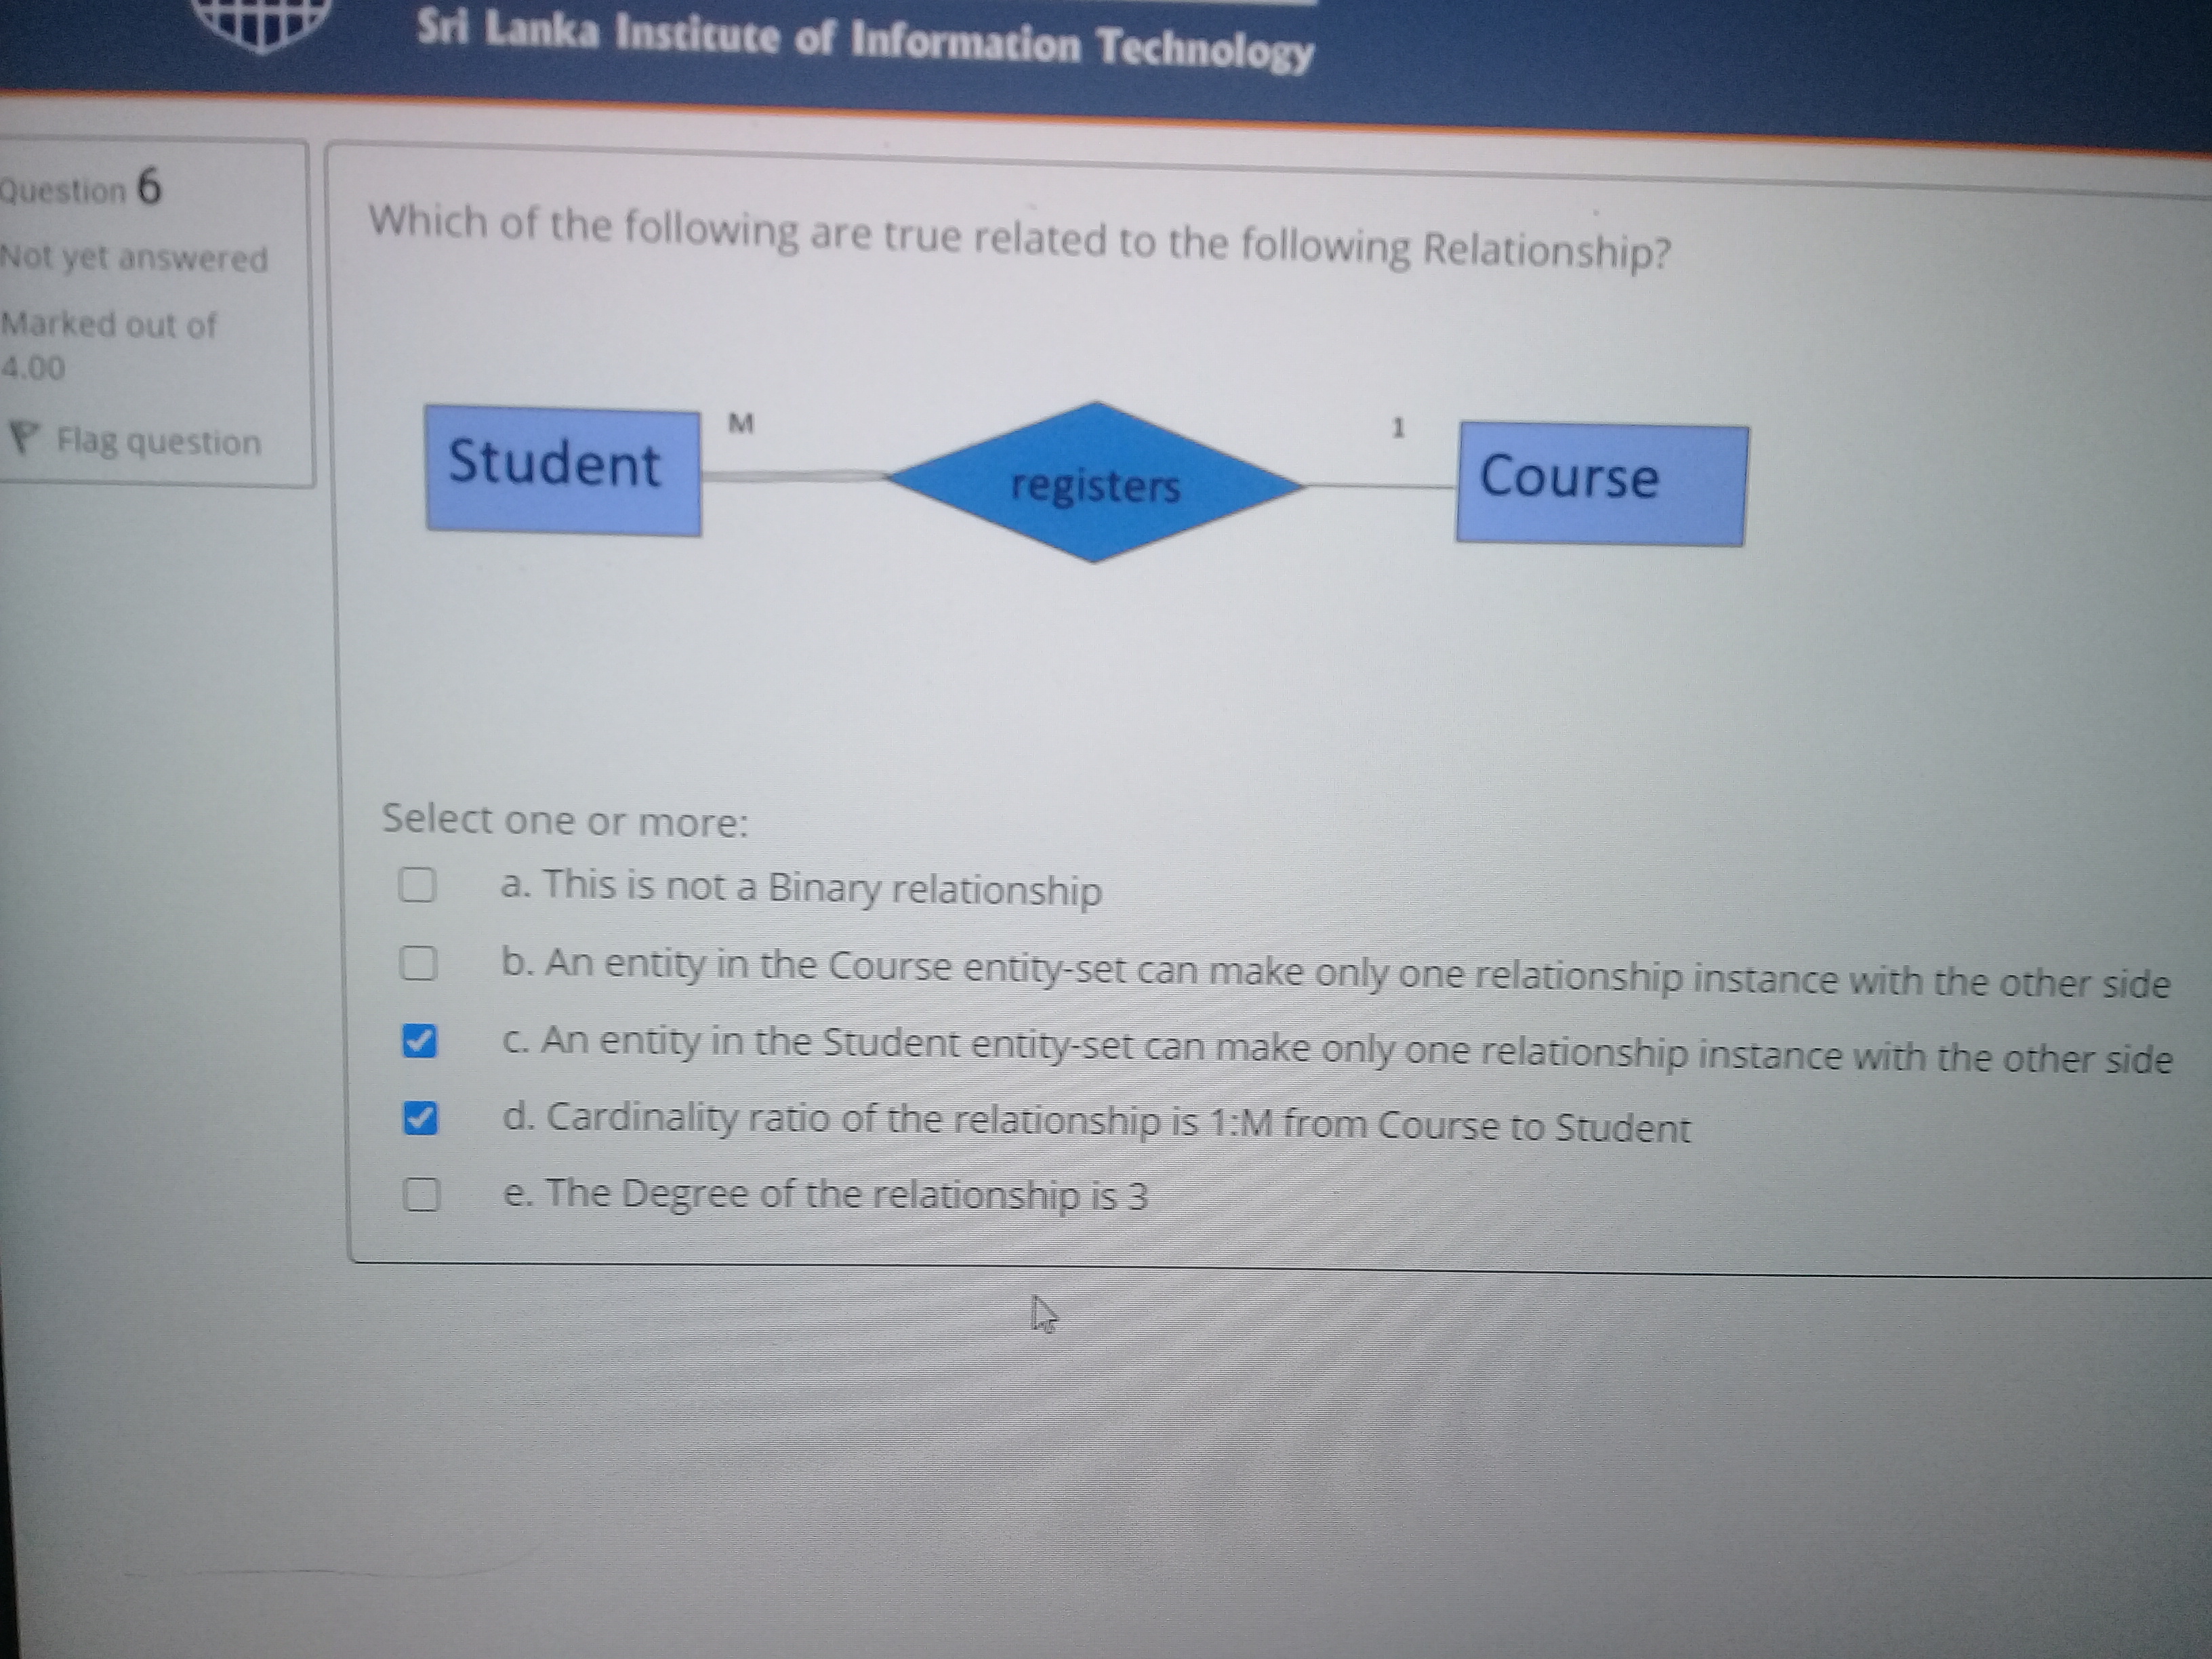 Sri Lanka Institute of Information Technology
Question 6
Not yet answered
Marked out of
4.00
Flag question
Which of the following are true related to the following Relationship?
Student
M
registers
1
Course
Select one or more:
a. This is not a Binary relationship
b. An entity in the Course entity-set can make only one relationship instance with the other side
c. An entity in the Student entity-set can make only one relationship instance with the other side
d. Cardinality ratio of the relationship is 1:M from Course to Student
e. The Degree of the relationship is 3